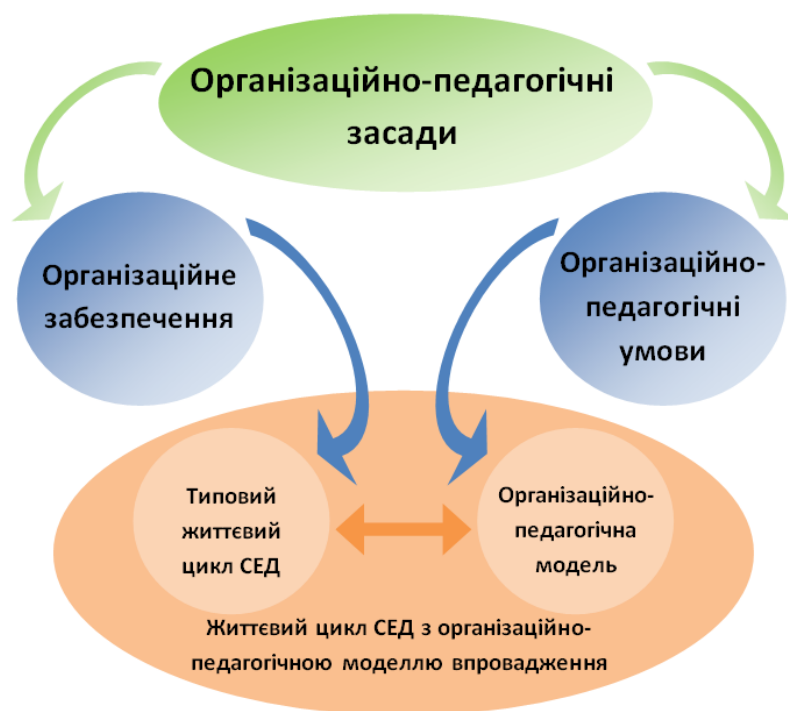 Організаційно-педагогічні
засади
Організаційне
забезпечення
Організаційно-
педагогічні
умови
Типовий
життєвий
цикл СЕД
Організаційно-
педагогічна
модель
Життєвий цикл СЕД з організаційно-
педагогічною моделлю впровадження